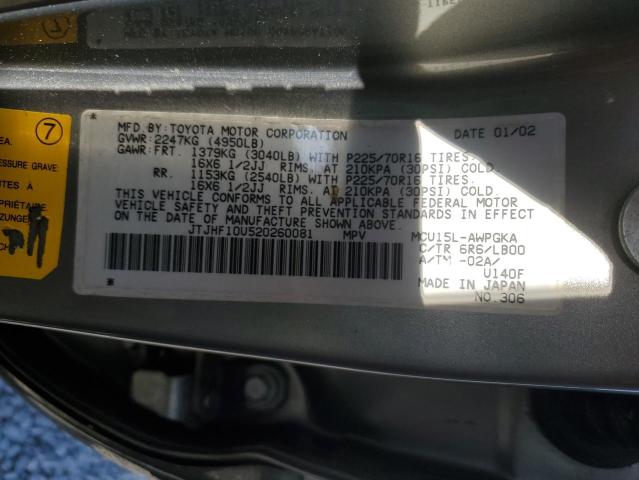 7
EA.
ESSURE GRAVE:
UTES À
PRIÉTAIRE
ZUNGSAN
MFD.BY:TOYOTA MOTOR CORPORATION DATE 01/02
GVWR: 2247KG (4950LB)
GAWR:FRT. 1379KG (3040LB) WITH P225/70R16 TIRES.
16X6 1/2JJ RIMS. AT 210KPA (30PSI) COLD
RR. 1153KG (2540LB) WITH P225/70R16 TIRES.
16X6 1/2JJ RIMS. AT 210KPA (30PSI) COLD.
THIS VEHICLE CONFORMS TO ALL APPLICABLE FEDERAL MOTOR
VEHICLE SAFETY AND THEFT PREVENTION STANDARDS IN EFFECT
ON THE DATE OF MANUFACTURE SHOWN ABOVE.
JTJHF10U520260081 MPV MCU15L-AWPGKA
C/TR 6R6/LB00
A/TM -02A/
U140F
MADE IN JAPAN
NO.306